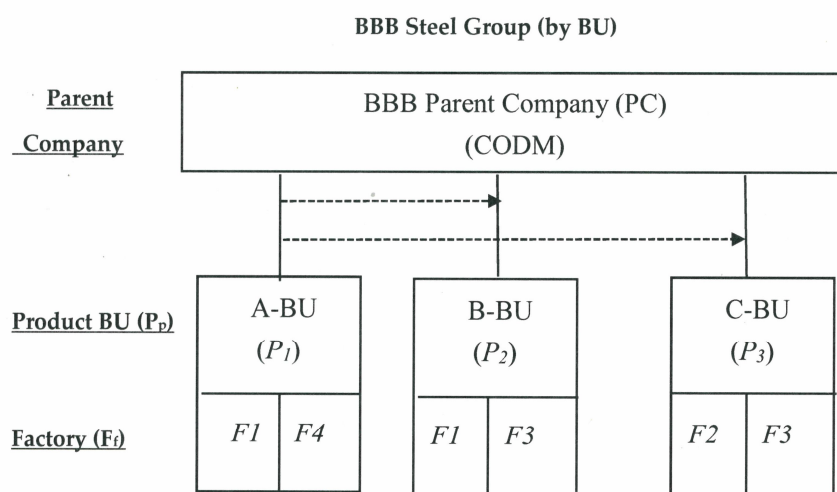 BBB Steel Group (by BU)
Parent
Company
BBB Parent Company (PC)
(CODM)
Product BU (Pp)
A-BU
(P1)
B-BU
(P2)
C-BU
(P3)
Factory (Ff)
F1 F4
F1 F3
F2 F3